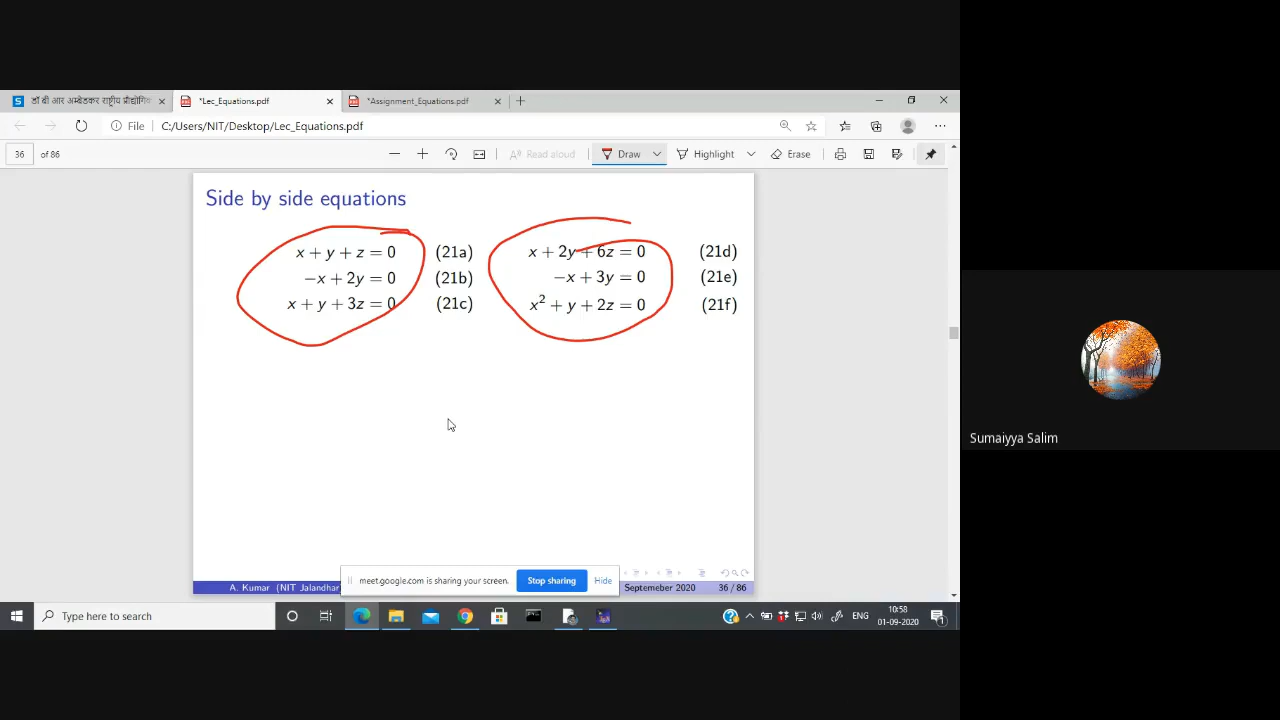 डॉ बी आर अम्बेडकर राष्ट्रीय प्रौद्योगिक
*Lec_Equations.pdf
*Assignment_Equations.pdf
File C:/Users/NIT/Desktop/Lec_Equations.pdf
36 of 86 Read aloud Draw Highlight Erase
Side by side equations
x + y + z = 0 (21a)
−x + 2y = 0 (21b)
x + y + 3z = 0 (21c)
x + 2y + 6z = 0 (21d)
−x + 3y = 0 (21e)
x² + y + 2z = 0 (21f)
Sumaiyya Salim
meet.google.com is sharing your screen. Stop sharing Hide
A. Kumar (NIT Jalandhar Septemeber 2020 36 / 86
Type here to search ENG 10:58
01-09-2020
1